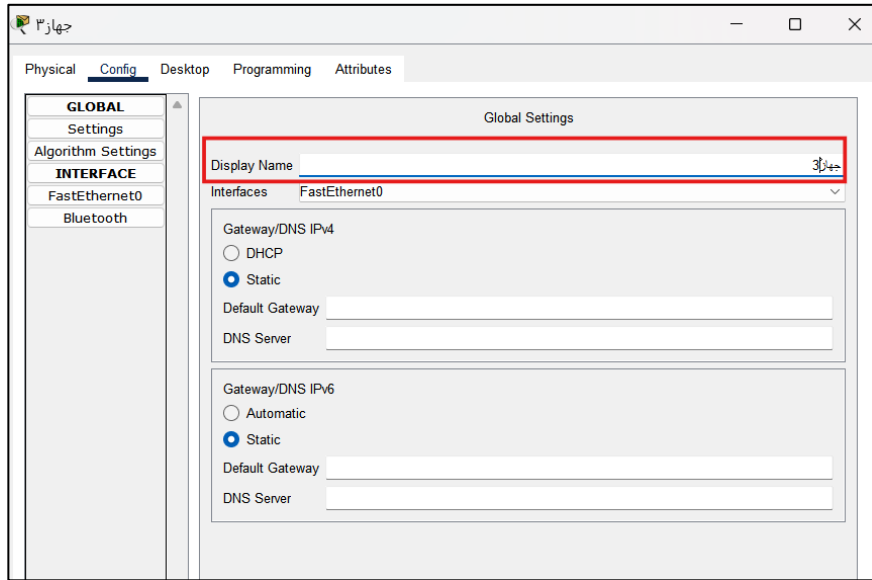 جهاز٣
Physical Config Desktop Programming Attributes
GLOBAL
Settings
Algorithm Settings
INTERFACE
FastEthernet0
Bluetooth
Global Settings
Display Name جهاز3
Interfaces FastEthernet0
Gateway/DNS IPv4
DHCP
Static
Default Gateway
DNS Server
Gateway/DNS IPv6
Automatic
Static
Default Gateway
DNS Server